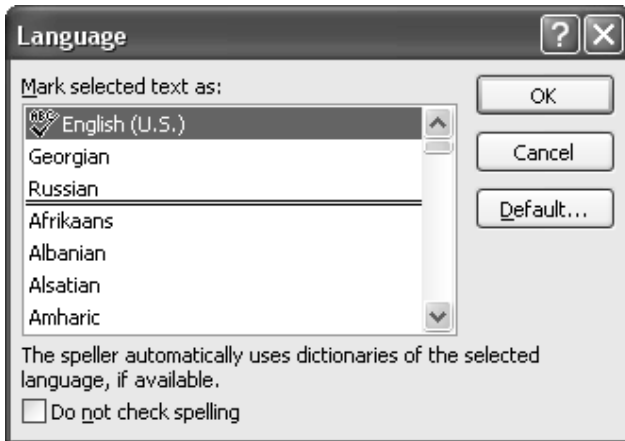 Language
Mark selected text as:
English (U.S.)
Georgian
Russian
Afrikaans
Albanian
Alsatian
Amharic
OK
Cancel
Default...
The speller automatically uses dictionaries of the selected
language, if available.
Do not check spelling